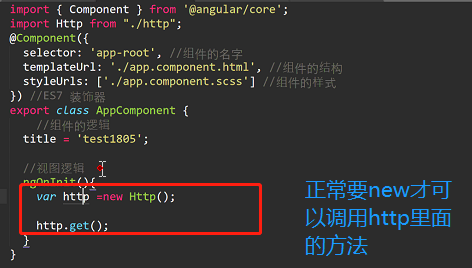 import { Component } from '@angular/core';
import Http from "./http";
@Component({
selector: 'app-root', //组件的名字
templateUrl: './app.component.html', //组件的结构
styleUrls: ['./app.component.scss'] //组件的样式
}) //ES7 装饰器
export class AppComponent {
//组件的逻辑
title = 'test1805';
//视图逻辑
ngOnInit(){
var http =new Http();
http.get();
}
}
正常要new才可
以调用http里面
的方法